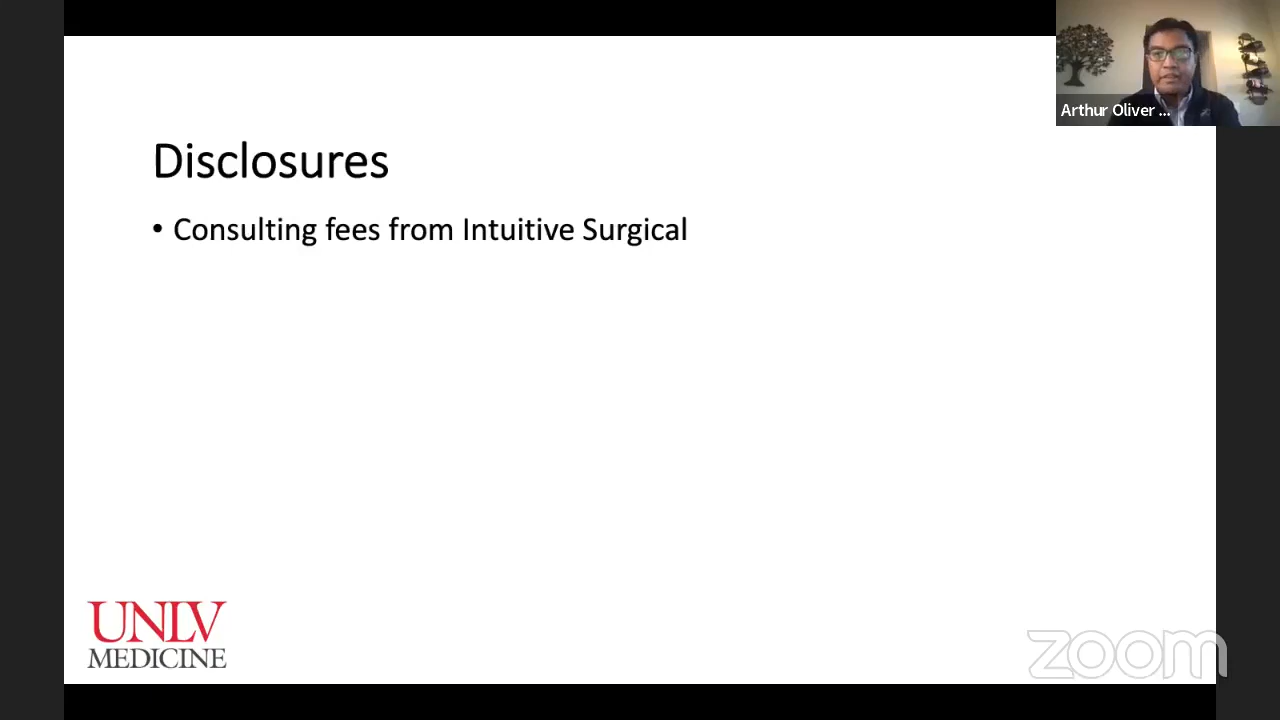 Arthur Oliver ...
Disclosures
• Consulting fees from Intuitive Surgical
UNLV
MEDICINE
zoom